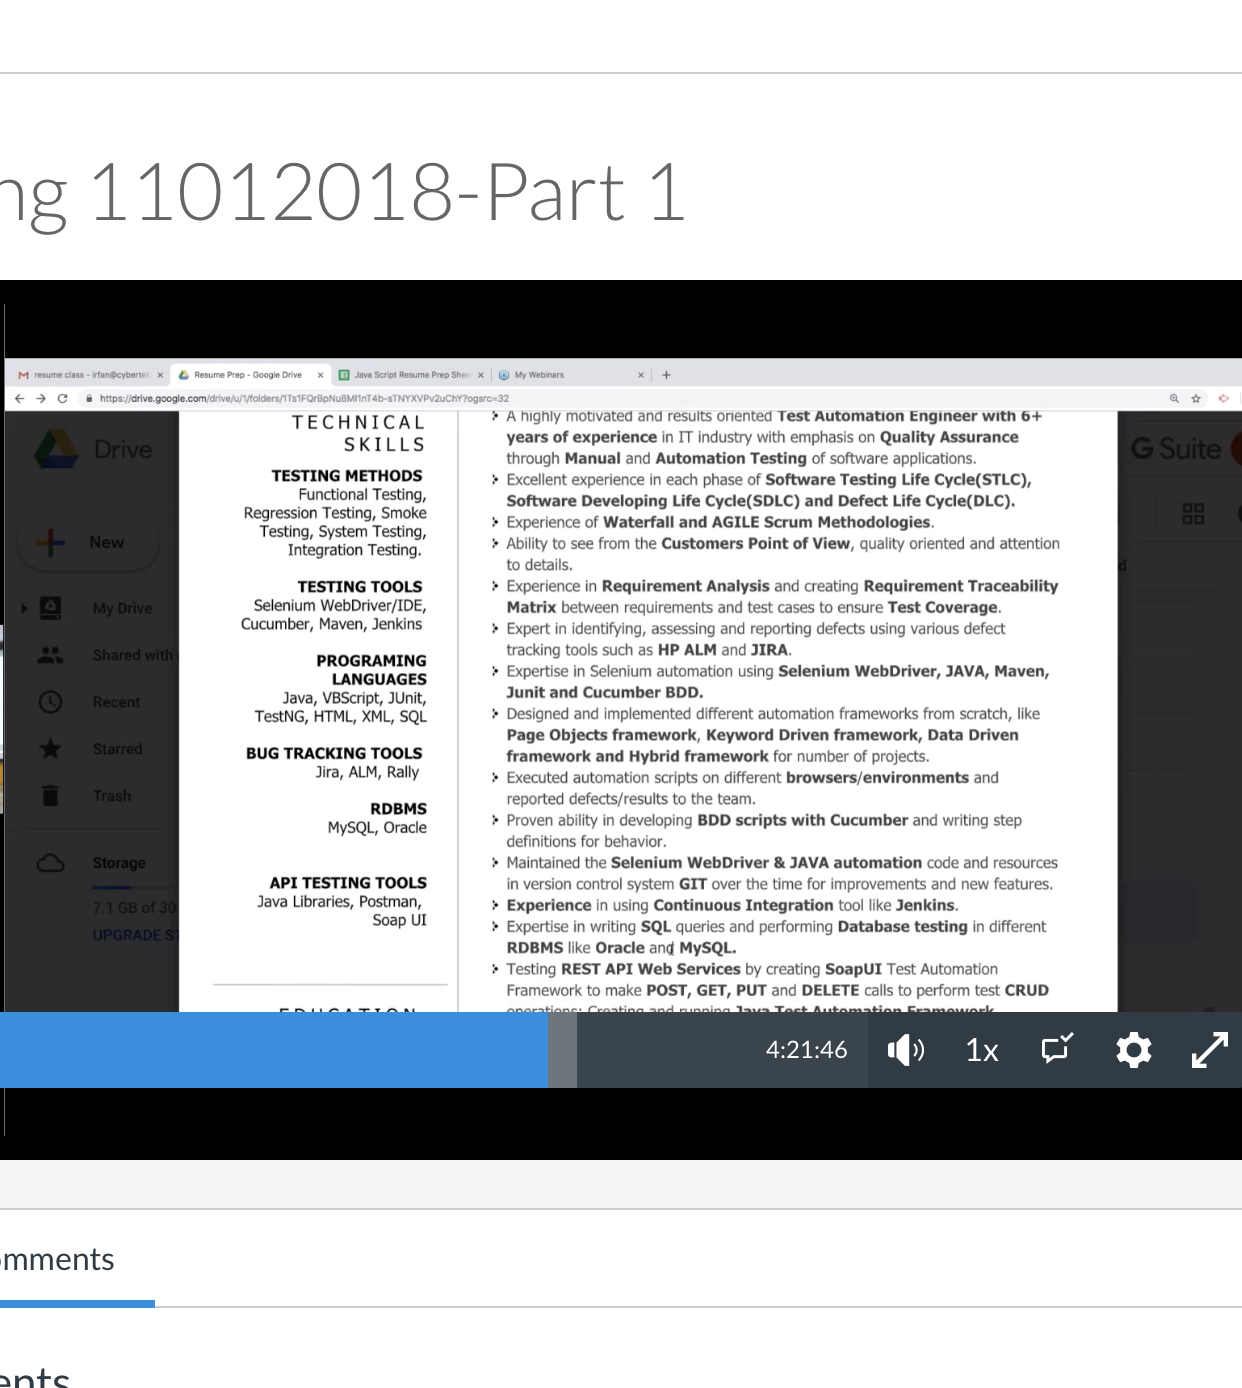 ng 11012018-Part 1
resume class - irfan@cybertek
Resume Prep - Google Drive
Java Script Resume Prep Shee
My Webinars
Drive
G Suite
New
My Drive
Shared with
Recent
Starred
Trash
Storage
7.1 GB of 30
UPGRADE ST
TECHNICAL
SKILLS
TESTING METHODS
Functional Testing,
Regression Testing, Smoke
Testing, System Testing,
Integration Testing.
TESTING TOOLS
Selenium WebDriver/IDE,
Cucumber, Maven, Jenkins
PROGRAMING
LANGUAGES
Java, VBScript, JUnit,
TestNG, HTML, XML, SQL
BUG TRACKING TOOLS
Jira, ALM, Rally
RDBMS
MySQL, Oracle
API TESTING TOOLS
Java Libraries, Postman,
Soap UI
EDUCATION
A highly motivated and results oriented Test Automation Engineer with 6+
years of experience in IT industry with emphasis on Quality Assurance
through Manual and Automation Testing of software applications.
Excellent experience in each phase of Software Testing Life Cycle(STLC),
Software Developing Life Cycle(SDLC) and Defect Life Cycle(DLC).
Experience of Waterfall and AGILE Scrum Methodologies.
Ability to see from the Customers Point of View, quality oriented and attention
to details.
Experience in Requirement Analysis and creating Requirement Traceability
Matrix between requirements and test cases to ensure Test Coverage.
Expert in identifying, assessing and reporting defects using various defect
tracking tools such as HP ALM and JIRA.
Expertise in Selenium automation using Selenium WebDriver, JAVA, Maven,
Junit and Cucumber BDD.
Designed and implemented different automation frameworks from scratch, like
Page Objects framework, Keyword Driven framework, Data Driven
framework and Hybrid framework for number of projects.
Executed automation scripts on different browsers/environments and
reported defects/results to the team.
Proven ability in developing BDD scripts with Cucumber and writing step
definitions for behavior.
Maintained the Selenium WebDriver & JAVA automation code and resources
in version control system GIT over the time for improvements and new features.
Experience in using Continuous Integration tool like Jenkins.
Expertise in writing SQL queries and performing Database testing in different
RDBMS like Oracle and MySQL.
Testing REST API Web Services by creating SoapUI Test Automation
Framework to make POST, GET, PUT and DELETE calls to perform test CRUD
operations; Creating and running Java Test Automation Framework
4:21:46
1x
omments
ents